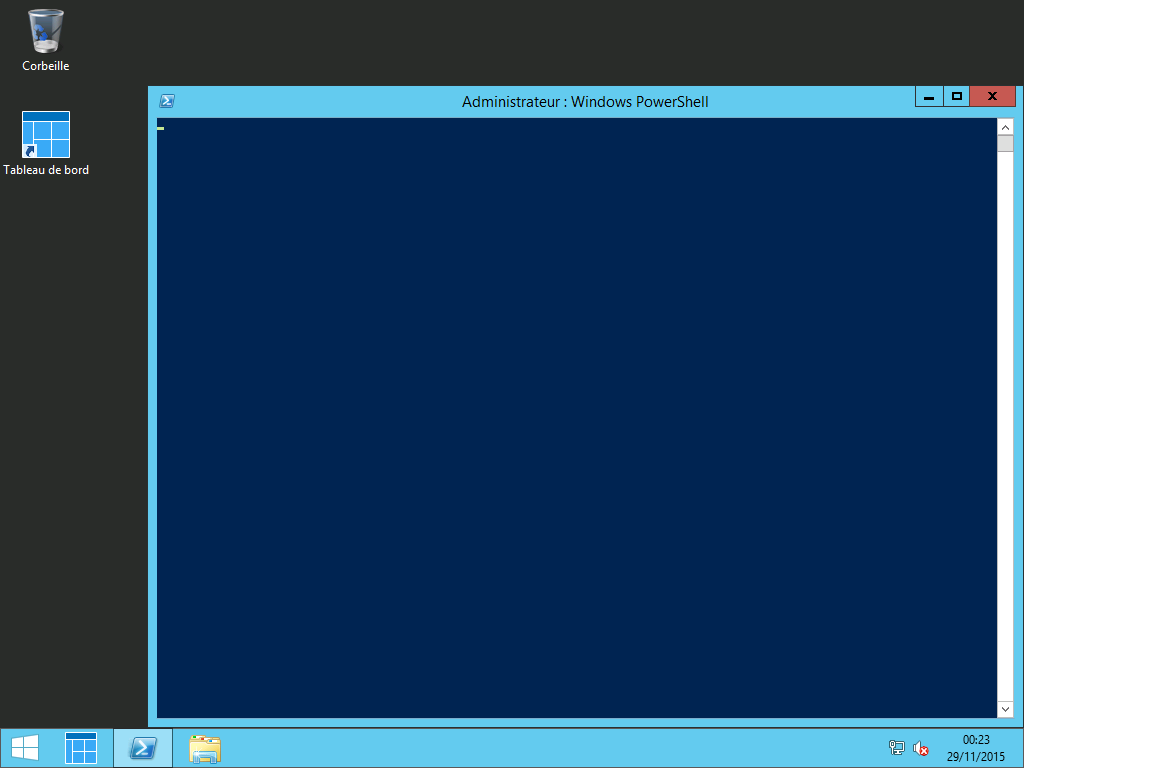 Corbeille
Tableau de bord
Administrateur : Windows PowerShell
00:23
29/11/2015